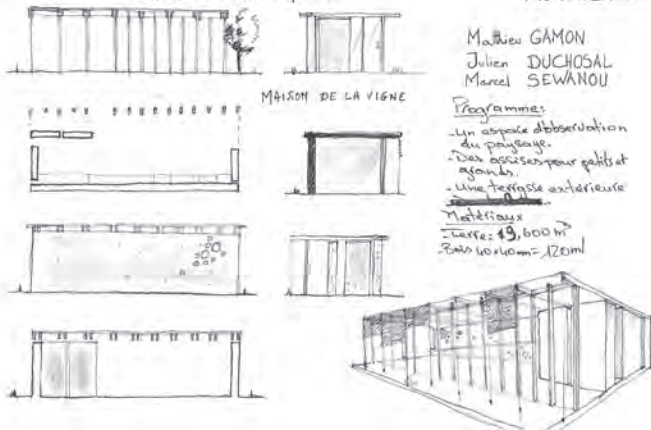 Mathieu GAMON
Julien DUCHOSAL
Marcel SEWANOU
MAISON DE LA VIGNE
Programme:
- Un espace d'observation
du paysage.
- Des assises pour petits et
grands.
- Une terrasse extérieure
Matériaux
- Terre: 19,600 m³
- Bois 40x40mm = 120ml